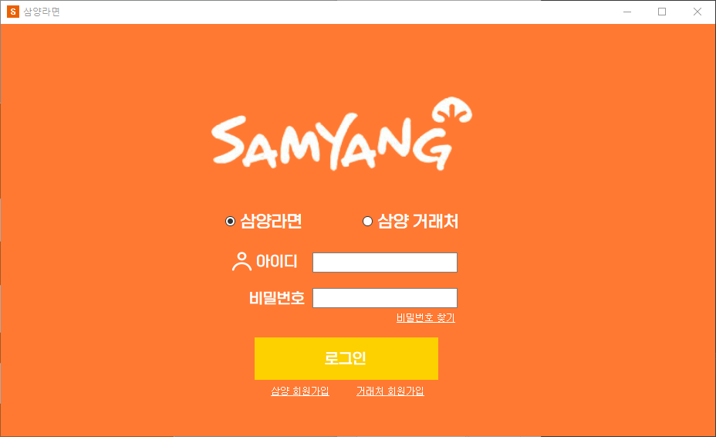 S 삼양라면
SAMYANG
삼양라면 삼양 거래처
아이디
비밀번호
비밀번호 찾기
로그인
삼양 회원가입 거래처 회원가입